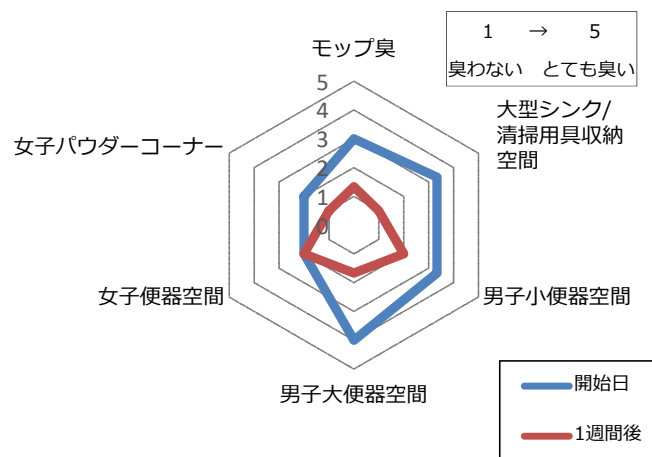 1 → 5
臭わない とても臭い
モップ臭
大型シンク/
清掃用具収納
空間
男子小便器空間
男子大便器空間
女子便器空間
女子パウダーコーナー
5
4
3
2
1
0
開始日
1週間後